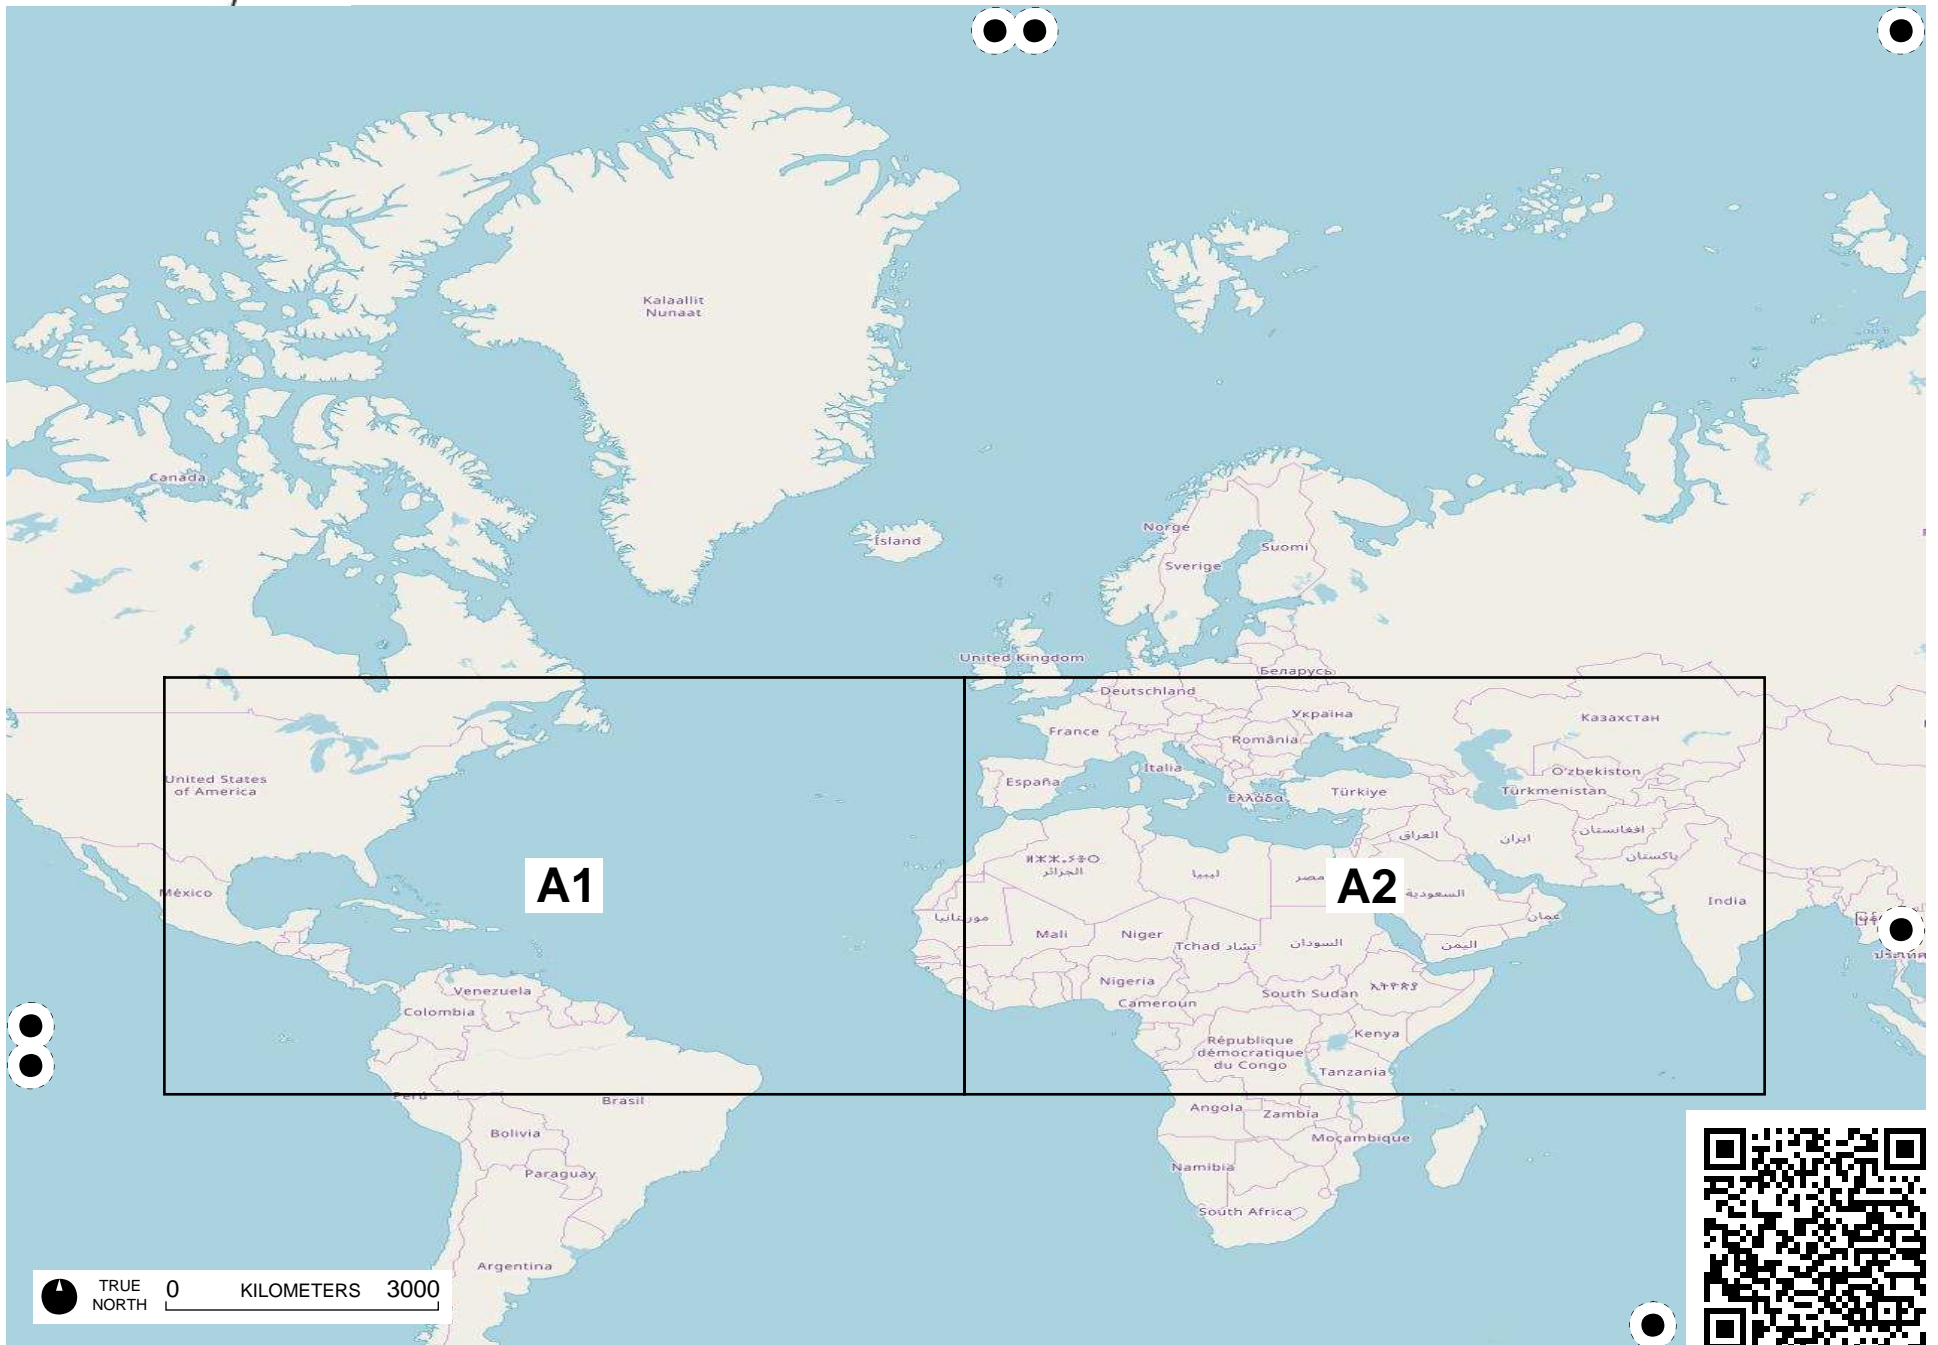 Kalaallit
Nunaat
Canada
Norge
Ísland
Suomi
Sverige
United Kingdom
Беларусь
Deutschland
Україна
Казахстан
France
România
Italia
O'zbekiston
United States
of America
España
Türkiye
Türkmenistan
Ελλάδα
العراق
ایران
افغانستان
پاکستان
ⵍⵣⵣⴰⵢⴻⵔ
الجزائر
ليبيا
مصر
A1
A2
السعودية
México
India
موريتانيا
عمان
Mali
Niger
Tchad تشاد
السودان
اليمن
Venezuela
Nigeria
South Sudan
ኢትዮጵያ
Cameroun
Colombia
Kenya
République
démocratique
du Congo
Tanzania
Perú
Brasil
Angola
Zambia
Bolivia
Moçambique
Paraguay
Namibia
South Africa
Argentina
TRUE
NORTH
0 KILOMETERS 3000